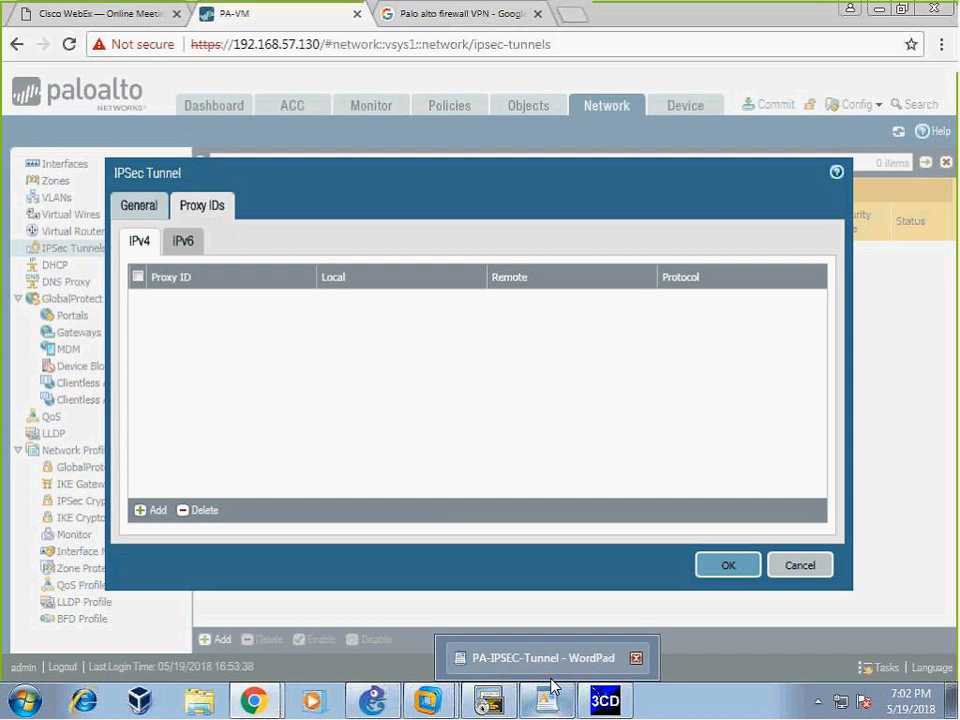 Cisco WebEx — Online Meetin
PA-VM
Palo alto firewall VPN - Google
Not secure
https://192.168.57.130/#network::vsys1::network/ipsec-tunnels
paloalto
NETWORKS
Dashboard
ACC
Monitor
Policies
Objects
Network
Device
Commit
Config
Search
Help
Interfaces
Zones
VLANs
Virtual Wires
Virtual Router
IPSec Tunnels
DHCP
DNS Proxy
GlobalProtect
Portals
Gateways
MDM
Device Blo
Clientless
Clientless
QoS
LLDP
Network Profi
GlobalProt
IKE Gatew
IPSec Cryp
IKE Crypto
Monitor
Interface M
Zone Prote
QoS Profile
LLDP Profile
BFD Profile
0 items
Status
IPSec Tunnel
General
Proxy IDs
IPv4
IPv6
Proxy ID
Local
Remote
Protocol
Add
Delete
OK
Cancel
Add
Delete
Enable
Disable
PA-IPSEC-Tunnel - WordPad
admin | Logout | Last Login Time: 05/19/2018 16:53:38
Tasks | Language
3CD
7:02 PM
5/19/2018